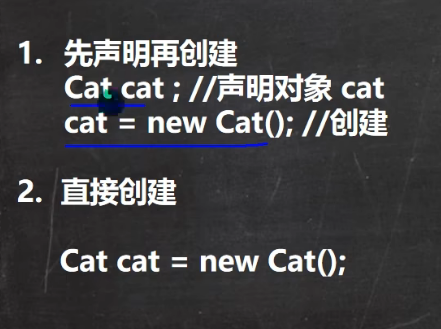 1. 先声明再创建
Cat cat ; //声明对象 cat
cat = new Cat(); //创建
2. 直接创建
Cat cat = new Cat();